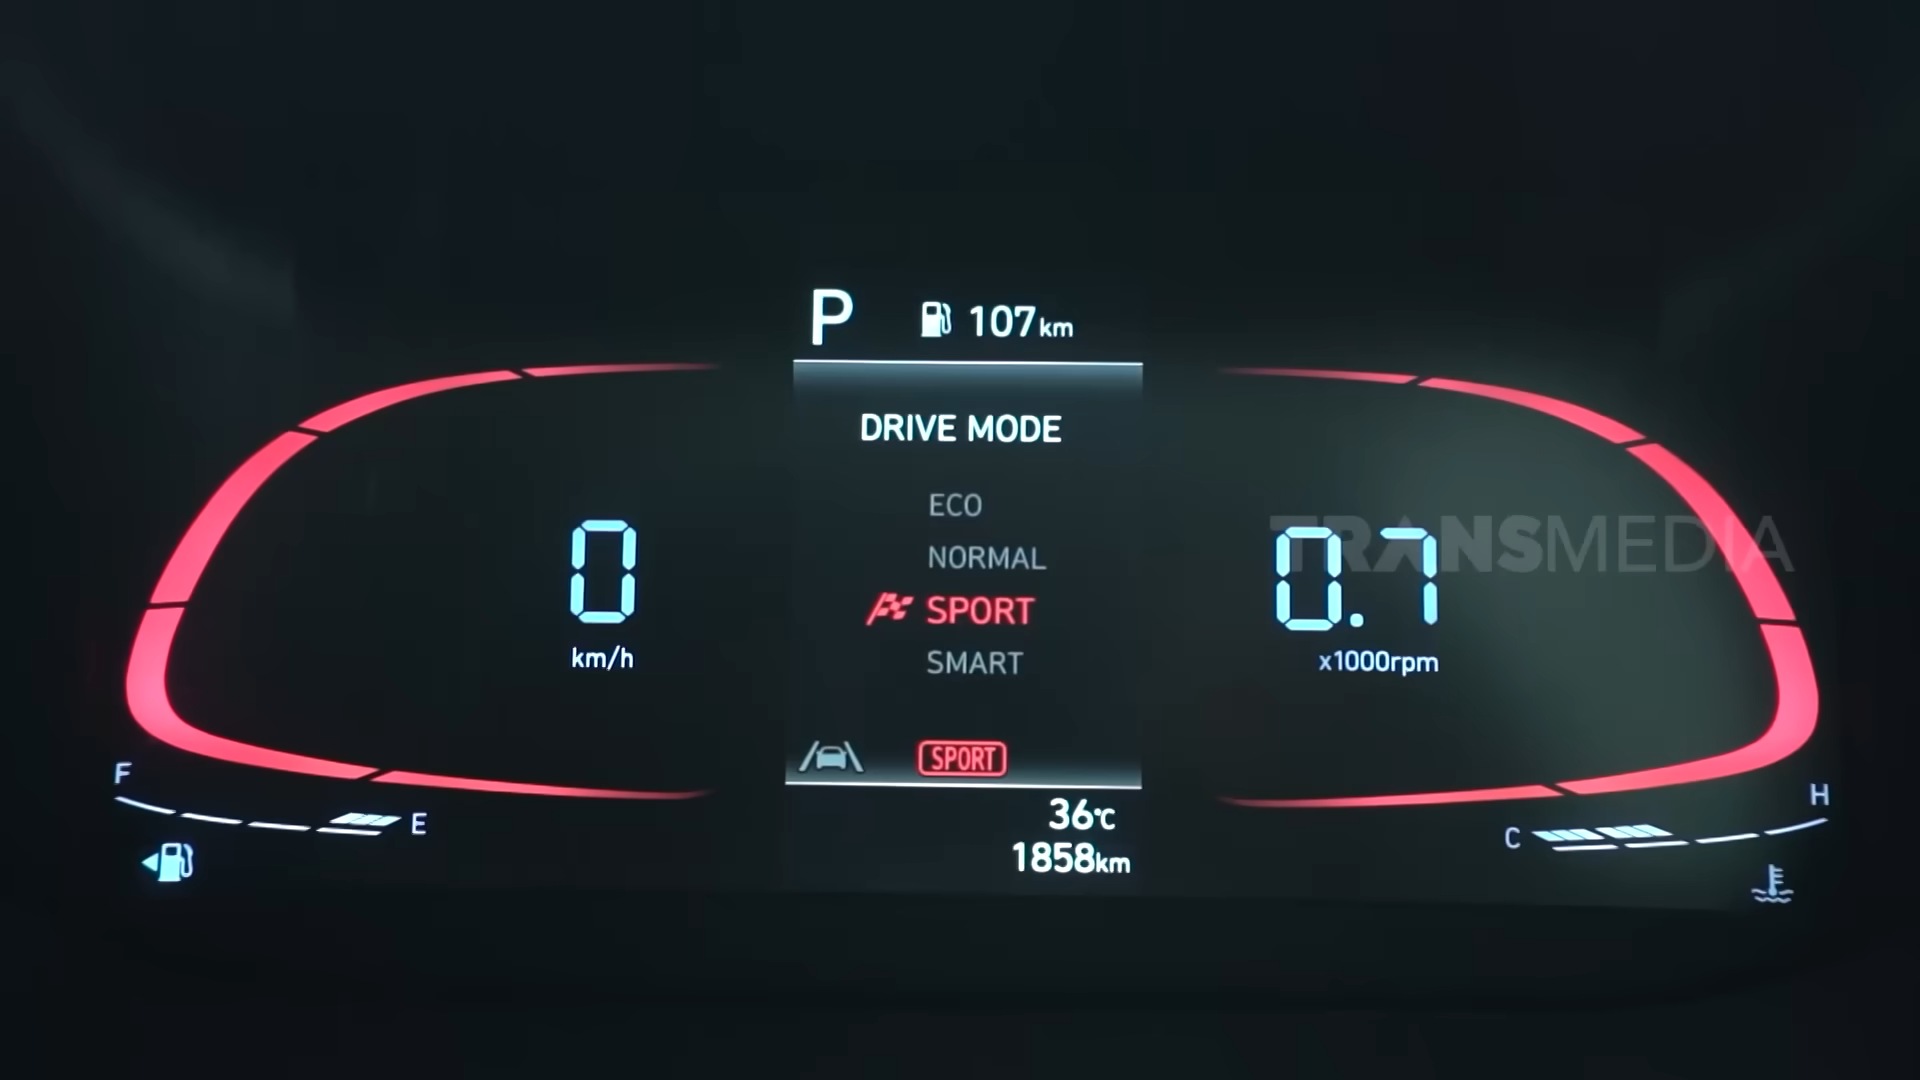 P 107km
DRIVE MODE
ECO
NORMAL
SPORT
SMART
0
km/h
0.7
x1000rpm
TRANSMEDIA
SPORT
F
E
C
H
36°C
1858km